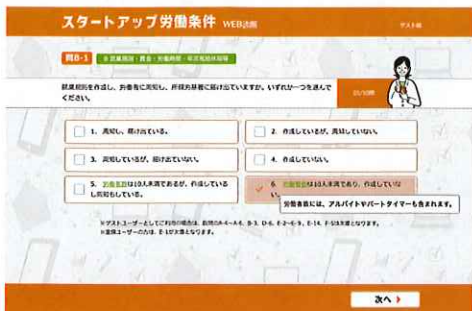 スタートアップ労働条件 WEB診断
ゲスト様
問B-1
就業規則を作成し、労働者に周知し、所轄労基署に届け出ていますか。いずれか一つを選んで
ください。
1. 周知し、届け出ている。
2. 作成しているが、周知していない。
3. 周知しているが、届け出ていない。
4. 作成していない。
5. 労働者数は10人未満であるが、作成している
し周知もしている。
6. 労働者数は10人未満であり、作成していな
い。
労働者数には、アルバイトやパートタイマーも含まれます。
次へ